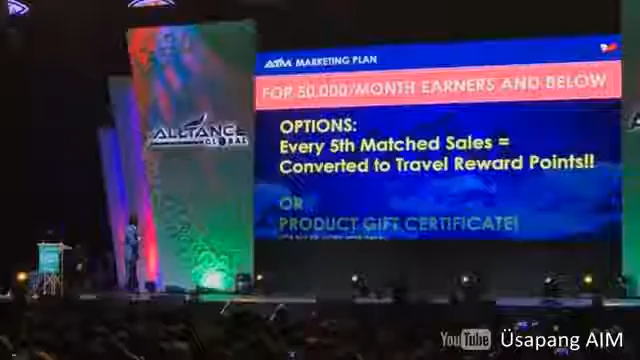 AIM MARKETING PLAN
FOR 50,000/MONTH EARNERS AND BELOW
ALLIANCE
GLOBAL
OPTIONS:
Every 5th Matched Sales =
Converted to Travel Reward Points!!
OR
PRODUCT GIFT CERTIFICATE!
YouTube Üsapang AIM